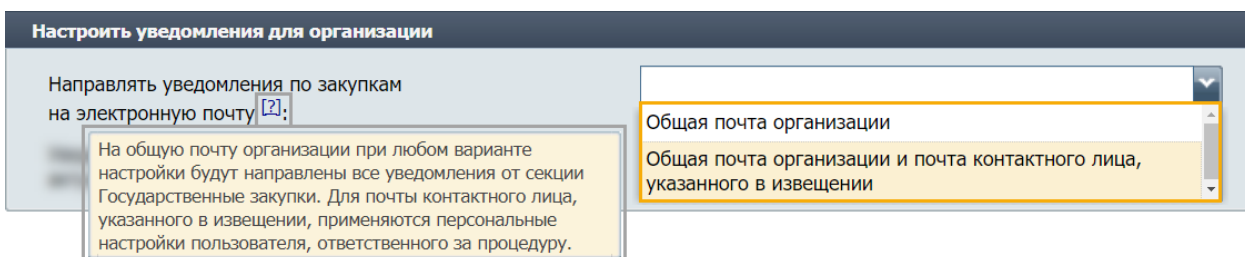 Настроить уведомления для организации
Направлять уведомления по закупкам
на электронную почту [?]:
Общая почта организации
Общая почта организации и почта контактного лица,
указанного в извещении
На общую почту организации при любом варианте
настройки будут направлены все уведомления от секции
Государственные закупки. Для почты контактного лица,
указанного в извещении, применяются персональные
настройки пользователя, ответственного за процедуру.